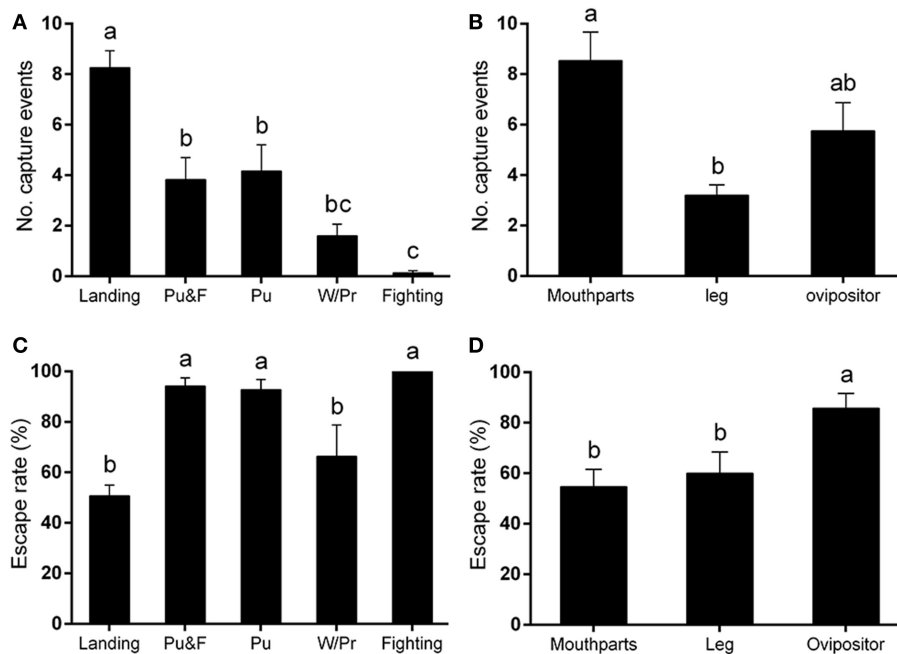 A
No. capture events
10
8
6
4
2
0
a
b
b
bc
c
Landing Pu&F Pu W/Pr Fighting
B
No. capture events
10
8
6
4
2
0
a
b
ab
Mouthparts leg ovipositor
C
Escape rate (%)
100
80
60
40
20
0
b
a
a
b
a
Landing Pu&F Pu W/Pr Fighting
D
Escape rate (%)
100
80
60
40
20
0
b
b
a
Mouthparts Leg Ovipositor